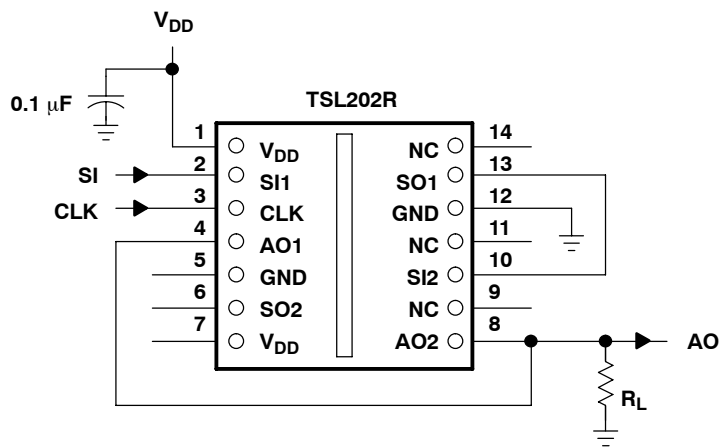 VDD
0.1 μF
TSL202R
1 VDD NC 14
SI 2 SI1 SO1 13
CLK 3 CLK GND 12
4 AO1 NC 11
5 GND SI2 10
6 SO2 NC 9
7 VDD AO2 8 AO
RL